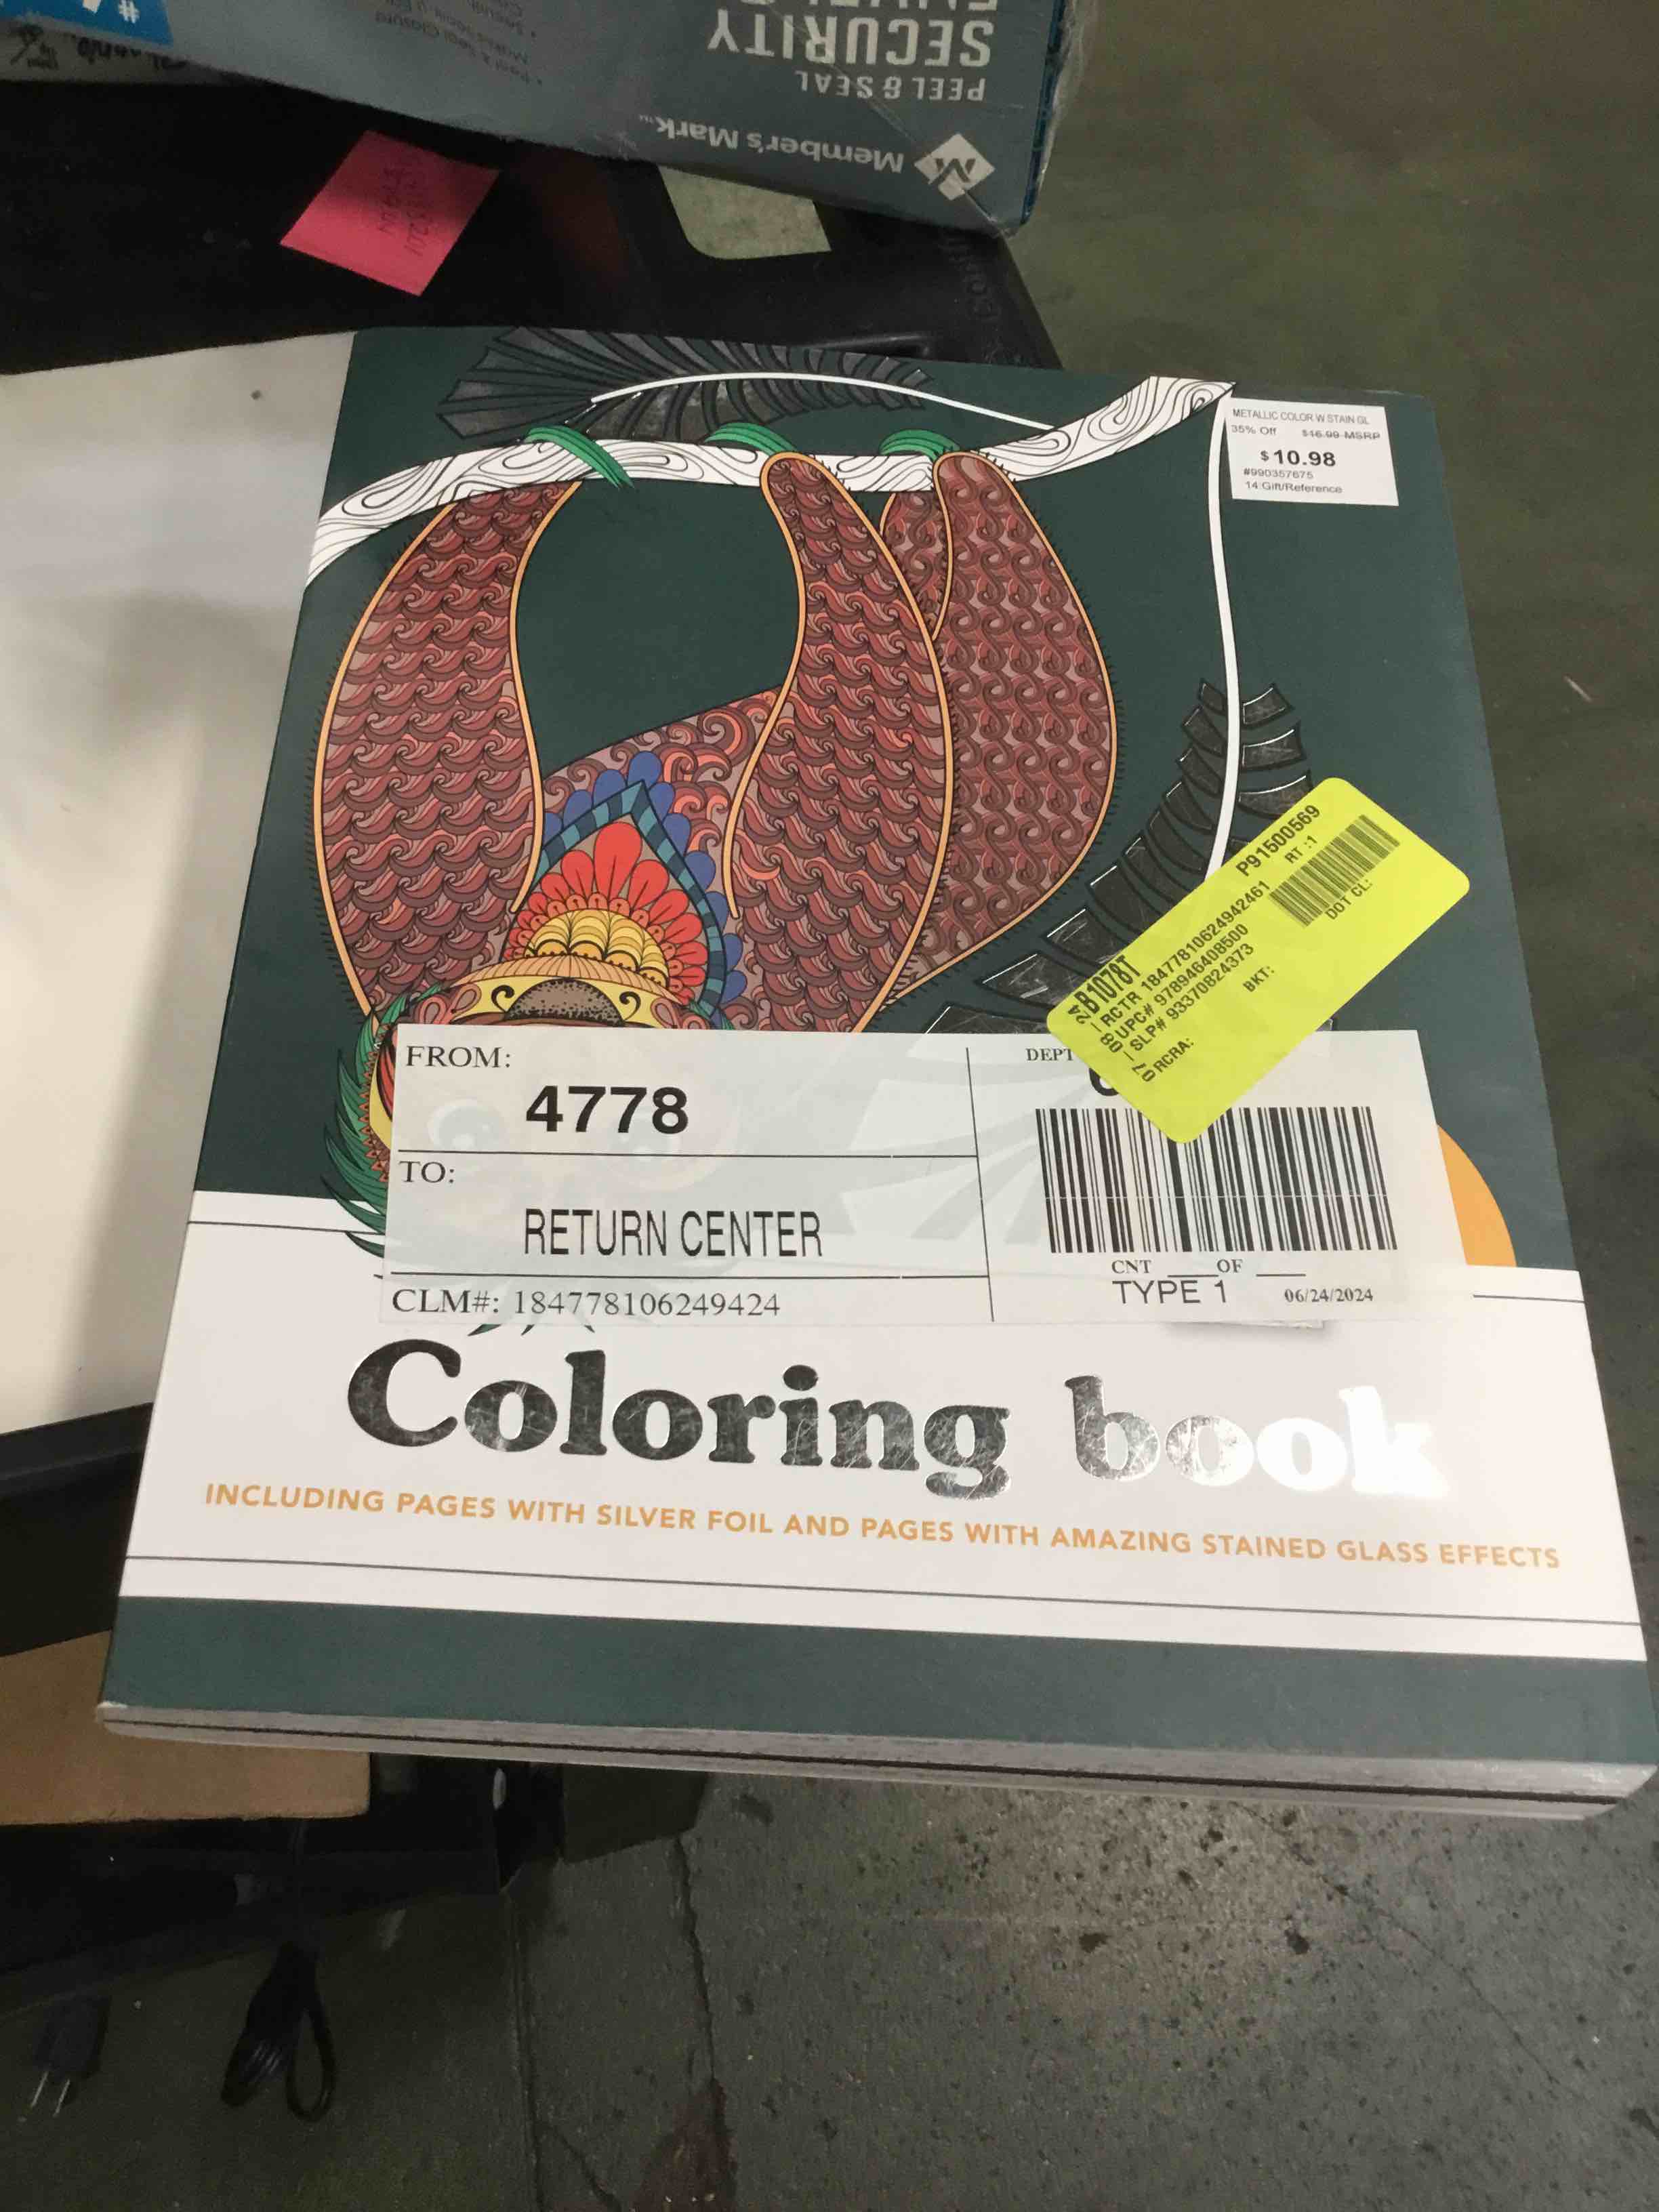 SECURITY
PEEL & SEAL
Member's Mark™
METALLIC COLOR W STAIN GL
35% Off $16.99 MSRP
$10.98
#990357675
14 Gift/Reference
P91500569
RT :1
DOT CL:
B1078T
RCTR 18477810624942461
UPC# 978946408500
SLP# 93370824373
BKT:
RCRA:
FROM:
4778
DEPT
TO:
RETURN CENTER
CLM#: 184778106249424
CNT ___ OF ___
TYPE 1 06/24/2024
Coloring book
INCLUDING PAGES WITH SILVER FOIL AND PAGES WITH AMAZING STAINED GLASS EFFECTS